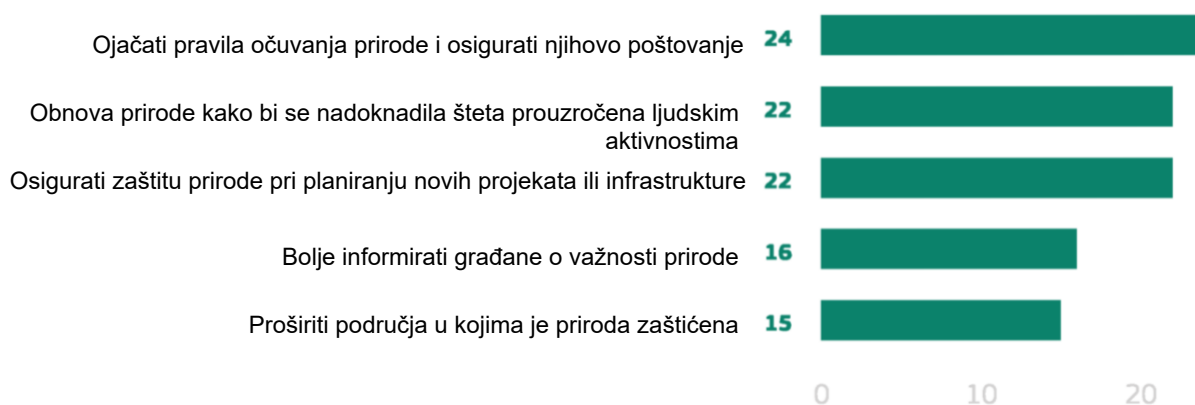 Ojačati pravila očuvanja prirode i osigurati njihovo poštovanje 24
Obnova prirode kako bi se nadoknadila šteta prouzročena ljudskim 22
aktivnostima
Osigurati zaštitu prirode pri planiranju novih projekata ili infrastrukture 22
Bolje informirati građane o važnosti prirode 16
Proširiti područja u kojima je priroda zaštićena 15
0 10 20